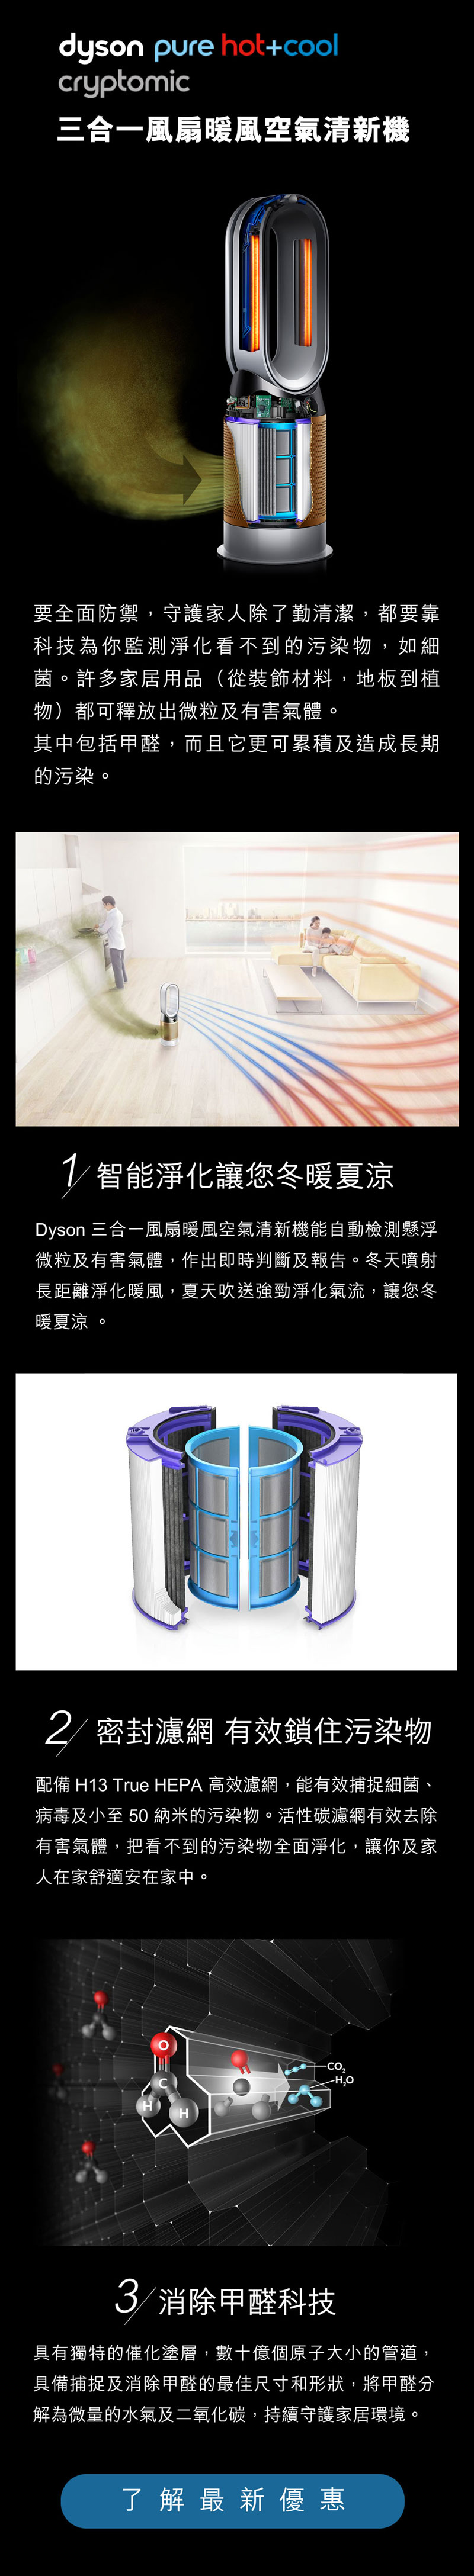 dyson pure hot+cool
cryptomic
三合一風扇暖風空氣清新機
要全面防禦，守護家人除了勤清潔，都要靠
科技為你監測淨化看不到的污染物，如細
菌。許多家居用品（從裝飾材料，地板到植
物）都可釋放出微粒及有害氣體。
其中包括甲醛，而且它更可累積及造成長期
的污染。
1/ 智能淨化讓您冬暖夏涼
Dyson 三合一風扇暖風空氣清新機能自動檢測懸浮
微粒及有害氣體，作出即時判斷及報告。冬天噴射
長距離淨化暖風，夏天吹送強勁淨化氣流，讓您冬
暖夏涼 。
2/ 密封濾網 有效鎖住污染物
配備 H13 True HEPA 高效濾網，能有效捕捉細菌、
病毒及小至 50 納米的污染物。活性碳濾網有效去除
有害氣體，把看不到的污染物全面淨化，讓你及家
人在家舒適安在家中。
O
C
H
H
CO₂
H₂O
3/ 消除甲醛科技
具有獨特的催化塗層，數十億個原子大小的管道，
具備捕捉及消除甲醛的最佳尺寸和形狀，將甲醛分
解為微量的水氣及二氧化碳，持續守護家居環境。
了解最新優惠